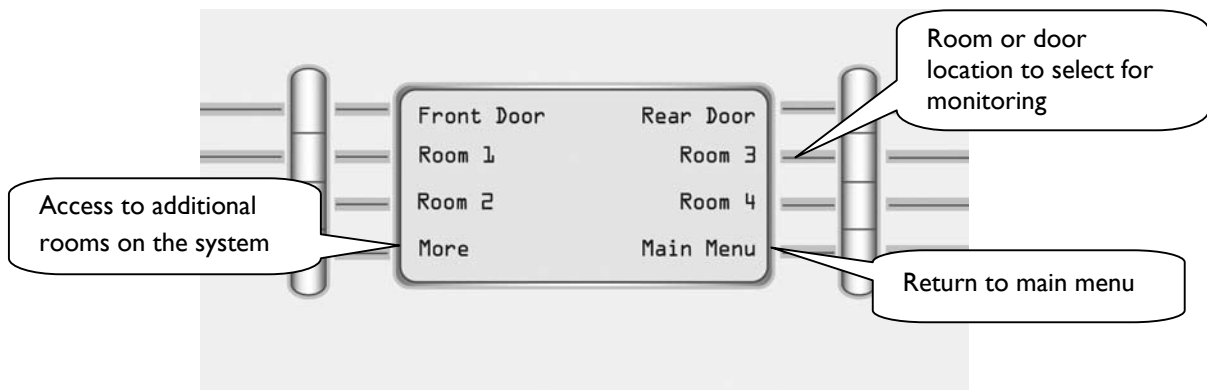 Room or door
location to select for
monitoring
Front Door
Rear Door
Room 1
Room 3
Room 2
Room 4
More
Main Menu
Access to additional
rooms on the system
Return to main menu